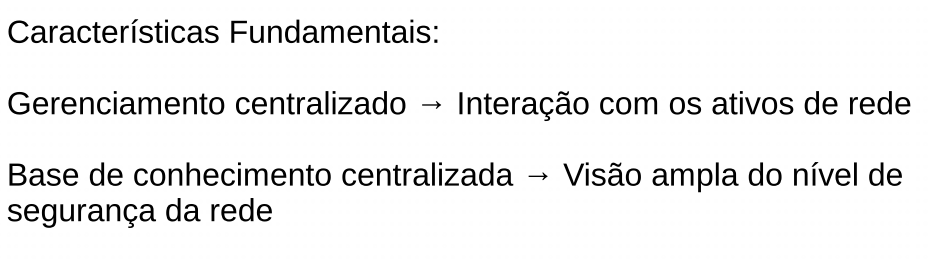 Características Fundamentais:
Gerenciamento centralizado → Interação com os ativos de rede
Base de conhecimento centralizada → Visão ampla do nível de
segurança da rede